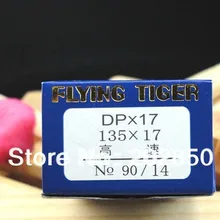 FLYING TIGER
DP×17
135×17
高 速
№ 90/14